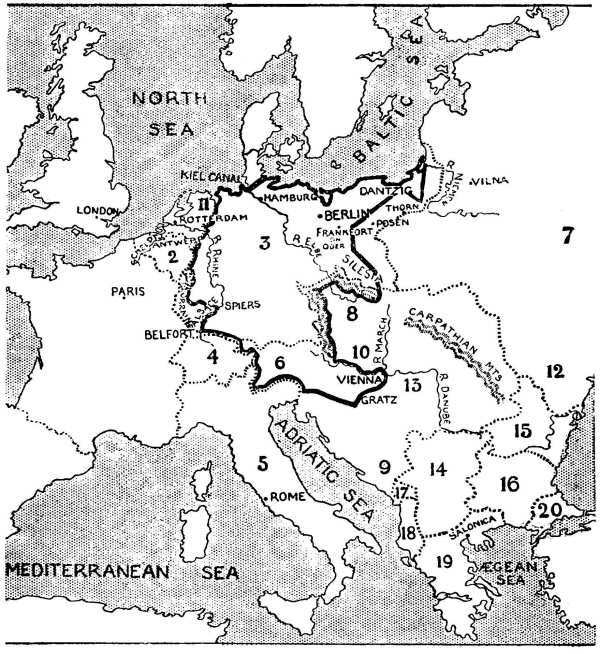 NORTH
SEA
BALTIC SEA
KIEL CANAL
HAMBURG
DANTZIG
R. NIEMEN
VILNA
LONDON
11
ROTTERDAM
BERLIN
THORN
POSEN
FRANKFORT
ON
ODER
SCHELDT
ANTWERP
2
3
R. ELBE
7
R. RHINE
SILESIA
PARIS
SPIERS
8
CARPATHIAN MTS
BELFORT
4
6
10
R. MARCH
VIENNA
13
12
GRATZ
R. DANUBE
15
ADRIATIC SEA
5
9
14
16
ROME
17
20
SALONICA
18
19
MEDITERRANEAN SEA
ÆGEAN
SEA